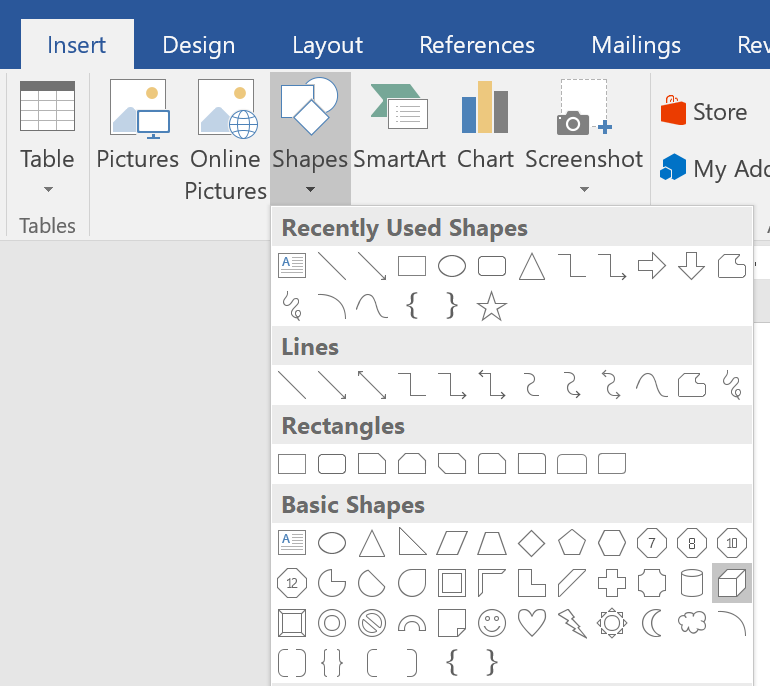 Insert Design Layout References Mailings Rev
Table Pictures Online Pictures Shapes SmartArt Chart Screenshot
Store
My Add
Tables
Recently Used Shapes
A
{ }
Lines
Rectangles
Basic Shapes
A 7 8 10
12
{ } { }